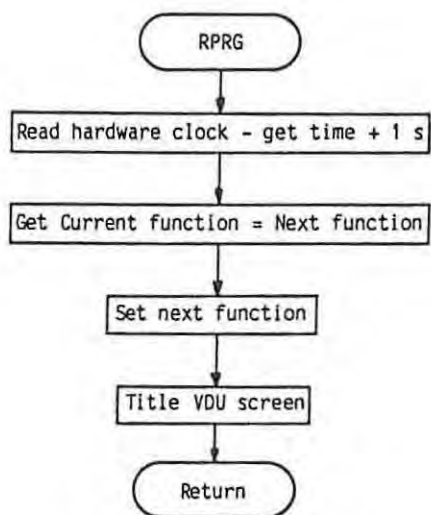 RPRG
Read hardware clock - get time + 1 s
Get Current function = Next function
Set next function
Title VDU screen
Return